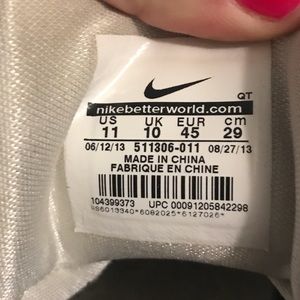 QT
nikebetterworld.com
US UK EUR cm
11 10 45 29
06/12/13 511306-011 08/27/13
MADE IN CHINA
FABRIQUE EN CHINE
104399373 UPC 00091205842298